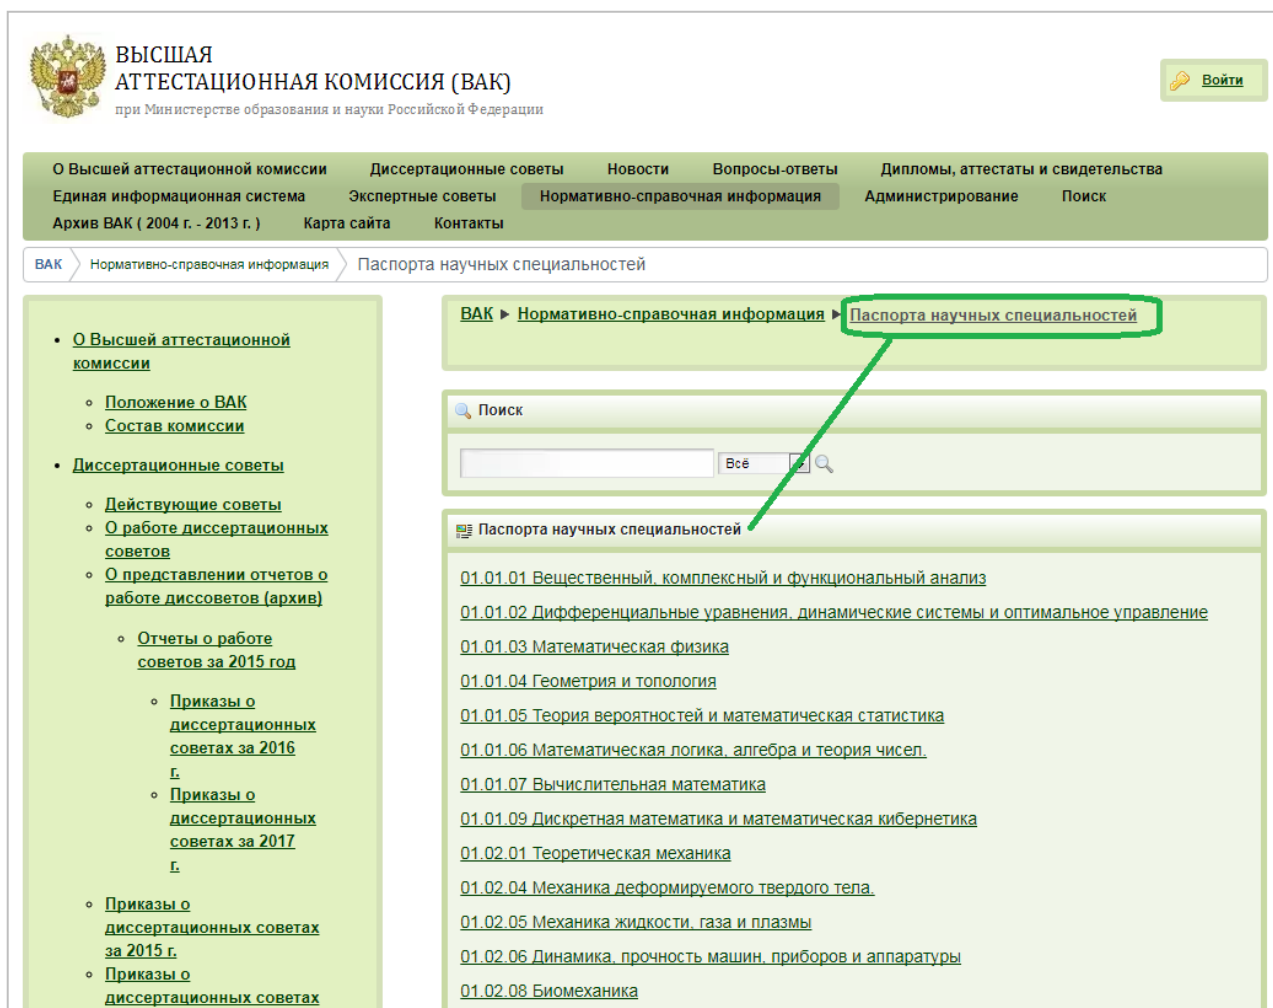 ВЫСШАЯ
АТТЕСТАЦИОННАЯ КОМИССИЯ (ВАК)
при Министерстве образования и науки Российской Федерации
Войти
О Высшей аттестационной комиссии Диссертационные советы Новости Вопросы-ответы Дипломы, аттестаты и свидетельства
Единая информационная система Экспертные советы Нормативно-справочная информация Администрирование Поиск
Архив ВАК ( 2004 г. - 2013 г. ) Карта сайта Контакты
ВАК Нормативно-справочная информация Паспорта научных специальностей
О Высшей аттестационной
комиссии
Положение о ВАК
Состав комиссии
Диссертационные советы
Действующие советы
О работе диссертационных
советов
О представлении отчетов о
работе диссоветов (архив)
Отчеты о работе
советов за 2015 год
Приказы о
диссертационных
советах за 2016
г.
Приказы о
диссертационных
советах за 2017
г.
Приказы о
диссертационных советах
за 2015 г.
Приказы о
диссертационных советах
ВАК ▶ Нормативно-справочная информация ▶ Паспорта научных специальностей
Поиск
Всё
Паспорта научных специальностей
01.01.01 Вещественный, комплексный и функциональный анализ
01.01.02 Дифференциальные уравнения, динамические системы и оптимальное управление
01.01.03 Математическая физика
01.01.04 Геометрия и топология
01.01.05 Теория вероятностей и математическая статистика
01.01.06 Математическая логика, алгебра и теория чисел.
01.01.07 Вычислительная математика
01.01.09 Дискретная математика и математическая кибернетика
01.02.01 Теоретическая механика
01.02.04 Механика деформируемого твердого тела.
01.02.05 Механика жидкости, газа и плазмы
01.02.06 Динамика, прочность машин, приборов и аппаратуры
01.02.08 Биомеханика